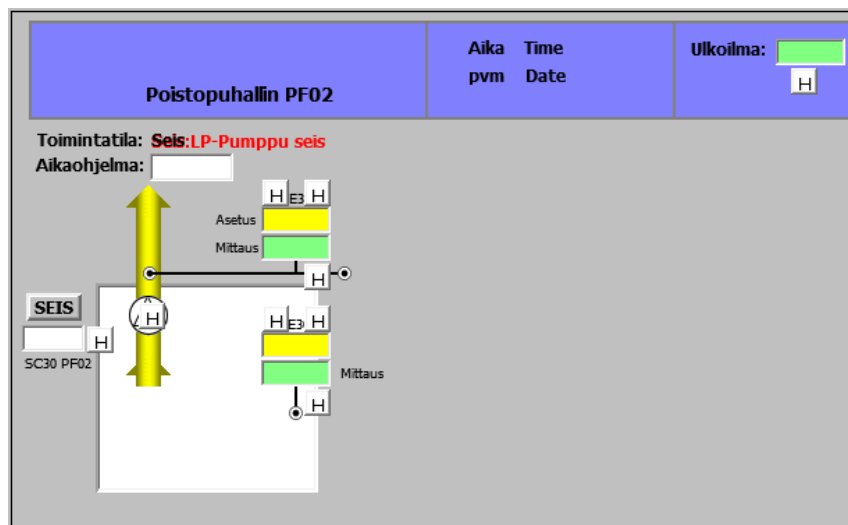 Aika Time
Ulkoilma:
pvm Date
H
Poistopuhallin PF02
Toimintatila: Seis:LP-Pumppu seis
Aikaohjelma:
H E3 H
Asetus
Mittaus
H
SEIS
H
H E3 H
H
SC30 PF02
Mittaus
H